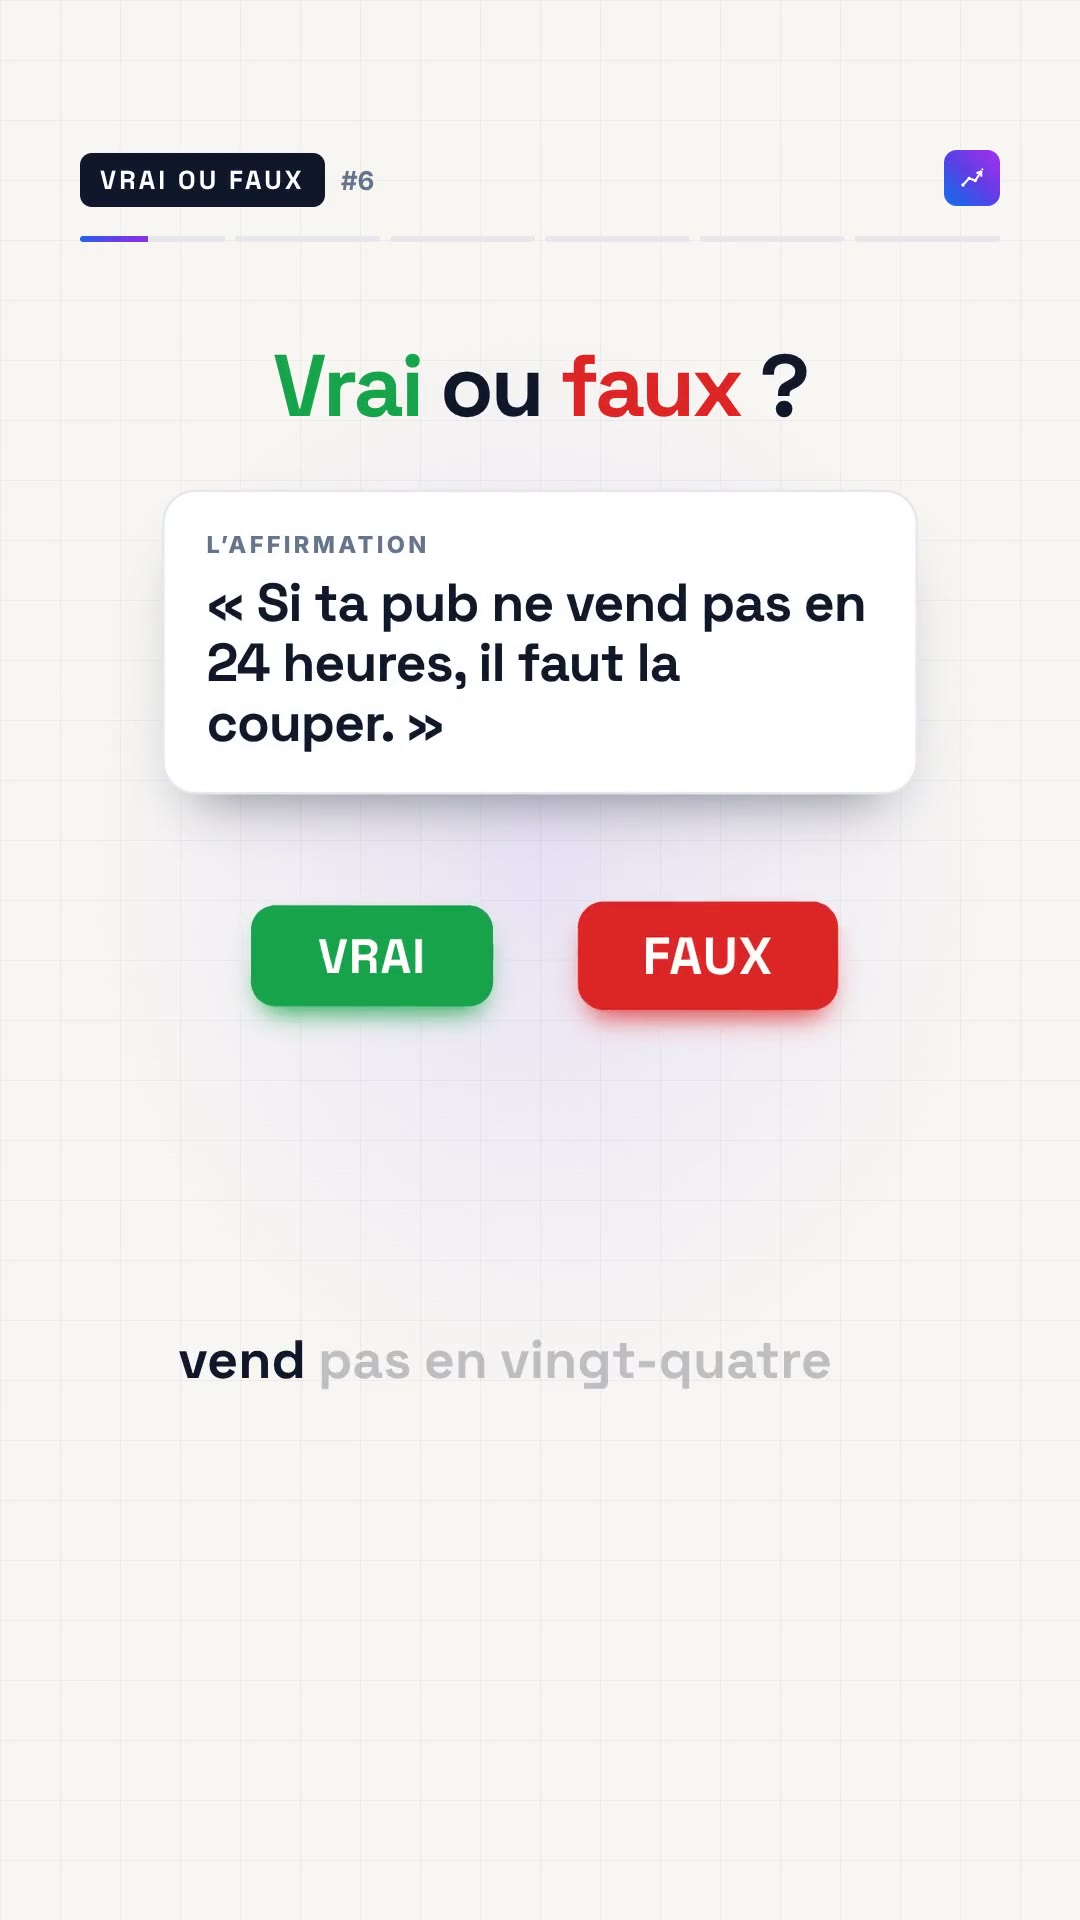 VRAI OU FAUX #6
Vrai ou faux ?
L'AFFIRMATION
« Si ta pub ne vend pas en
24 heures, il faut la
couper. »
VRAI FAUX
vend pas en vingt-quatre